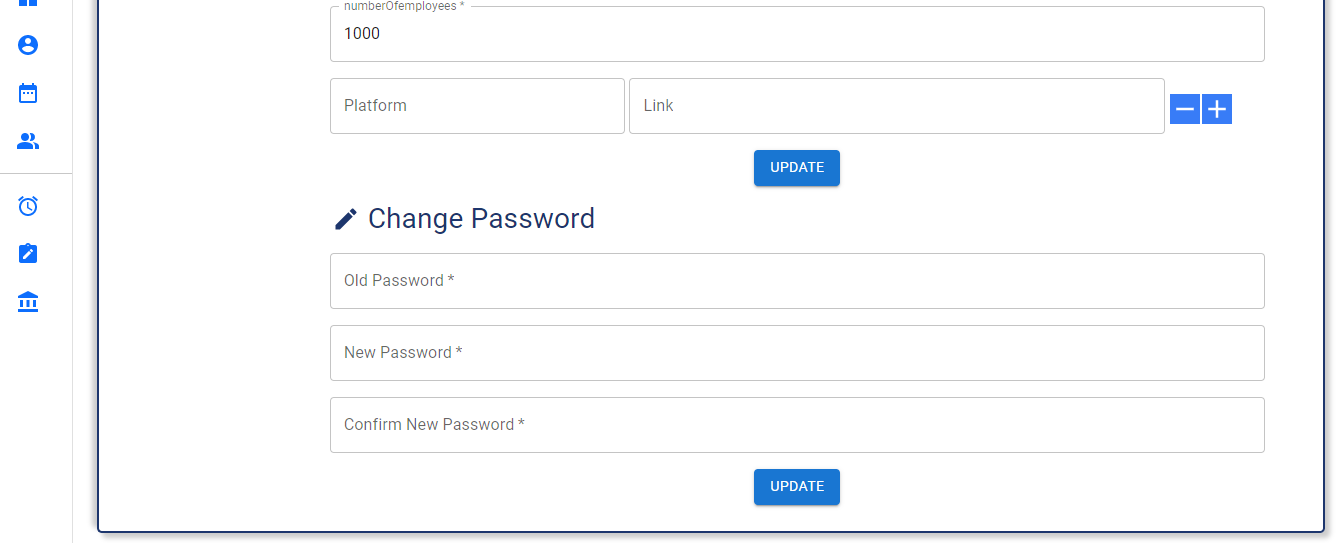 numberOfemployees *
1000
Platform Link
UPDATE
Change Password
Old Password *
New Password *
Confirm New Password *
UPDATE